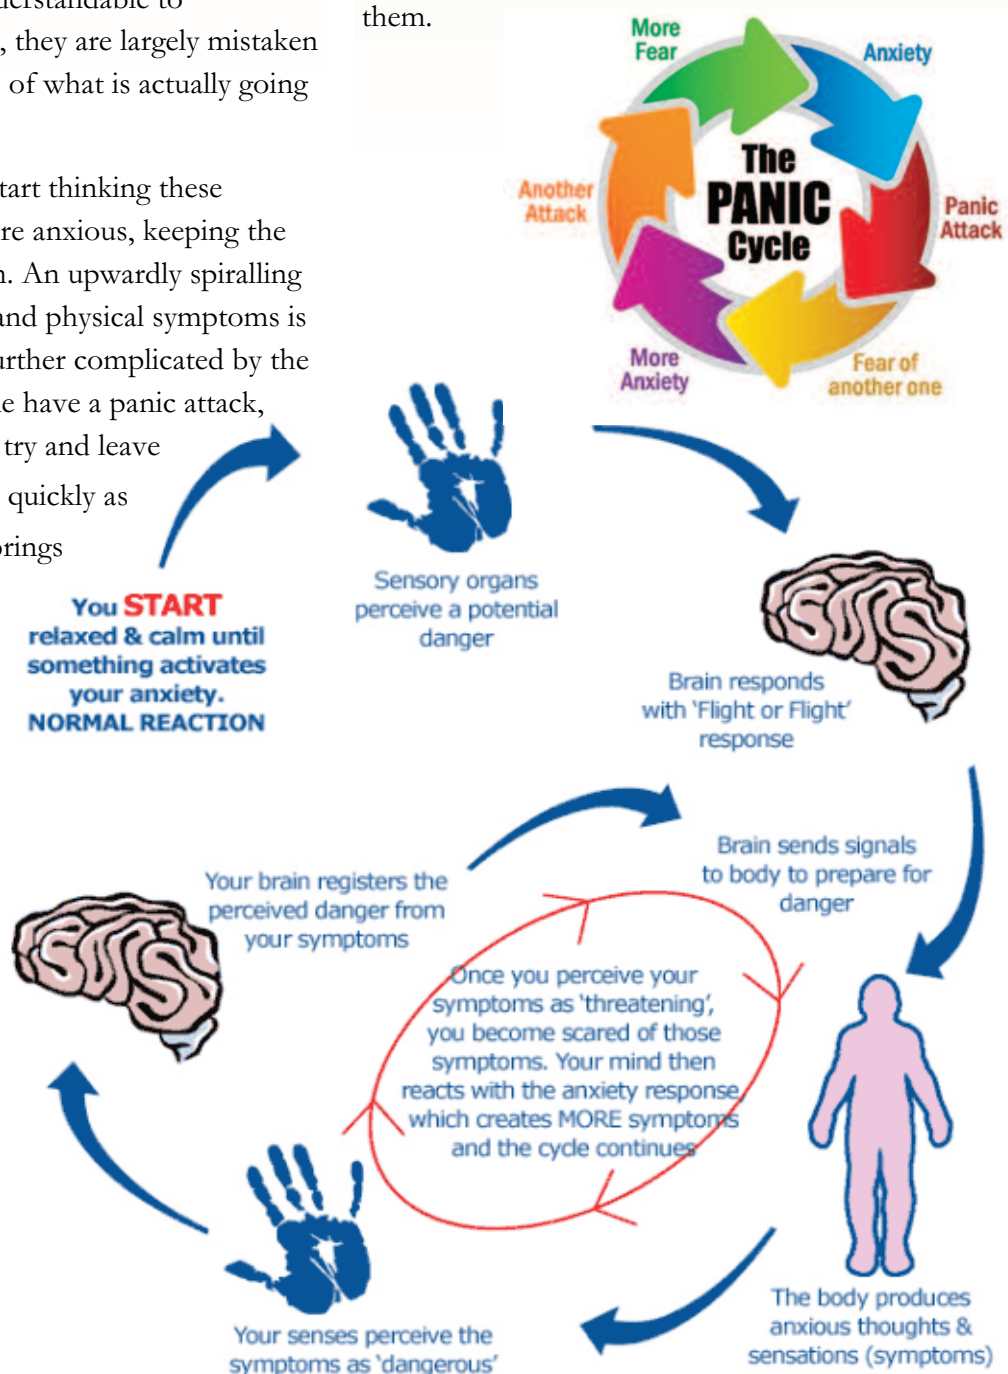 derstandable to
, they are largely mistaken
of what is actually going
tart thinking these
re anxious, keeping the
An upwardly spiralling
and physical symptoms is
urther complicated by the
have a panic attack,
try and leave
quickly as
rings
them.
The
PANIC
Cycle
More
Fear
Anxiety
Panic
Attack
Fear of
another one
More
Anxiety
Another
Attack
You START
relaxed & calm until
something activates
your anxiety.
NORMAL REACTION
Sensory organs
perceive a potential
danger
Brain responds
with ‘Flight or Flight’
response
Brain sends signals
to body to prepare for
danger
The body produces
anxious thoughts &
sensations (symptoms)
Your senses perceive the
symptoms as ‘dangerous’
Your brain registers the
perceived danger from
your symptoms
Once you perceive your
symptoms as ‘threatening’,
you become scared of those
symptoms. Your mind then
reacts with the anxiety response,
which creates MORE symptoms
and the cycle continues